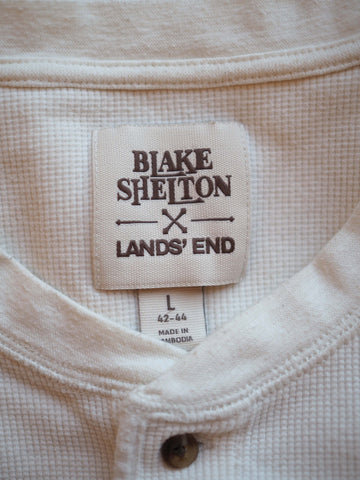 BLAKE
SHELTON
LANDS' END
L
42-44
MADE IN
CAMBODIA